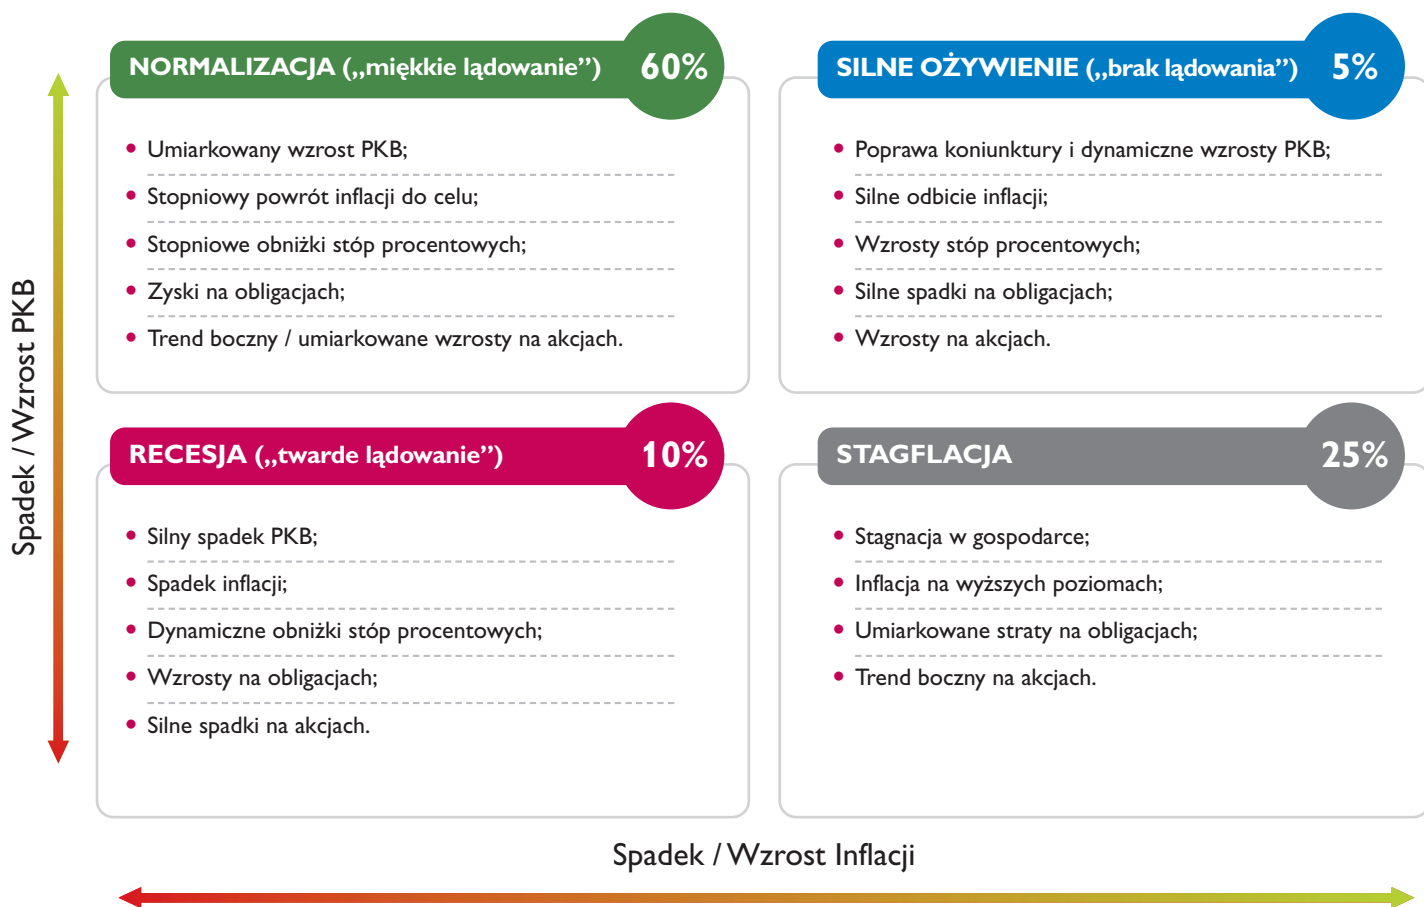 NORMALIZACJA („miękkie lądowanie”) 60%
• Umiarkowany wzrost PKB;
• Stopniowy powrót inflacji do celu;
• Stopniowe obniżki stóp procentowych;
• Zyski na obligacjach;
• Trend boczny / umiarkowane wzrosty na akcjach.
SILNE OŻYWIENIE („brak lądowania”) 5%
• Poprawa koniunktury i dynamiczne wzrosty PKB;
• Silne odbicie inflacji;
• Wzrosty stóp procentowych;
• Silne spadki na obligacjach;
• Wzrosty na akcjach.
Spadek / Wzrost PKB
RECESJA („twarde lądowanie”) 10%
• Silny spadek PKB;
• Spadek inflacji;
• Dynamiczne obniżki stóp procentowych;
• Wzrosty na obligacjach;
• Silne spadki na akcjach.
STAGFLACJA 25%
• Stagnacja w gospodarce;
• Inflacja na wyższych poziomach;
• Umiarkowane straty na obligacjach;
• Trend boczny na akcjach.
Spadek / Wzrost Inflacji